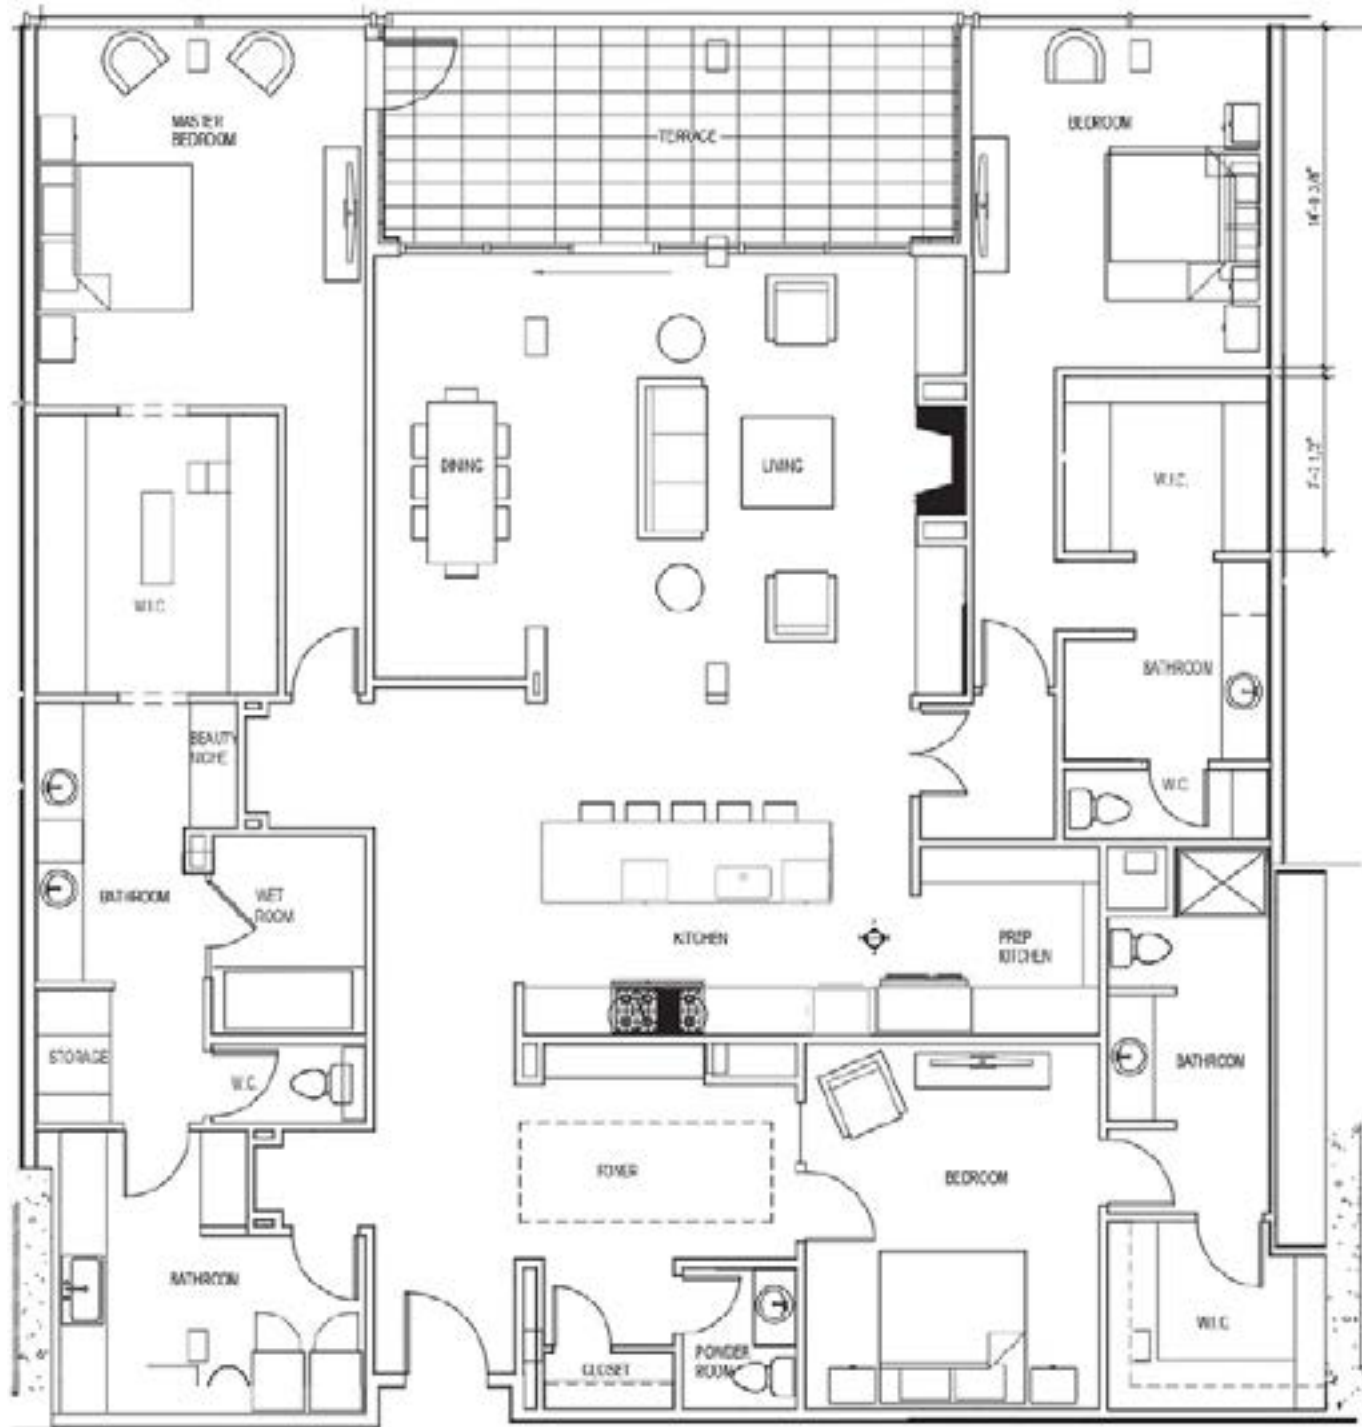 MASTER
BEDROOM
TERRACE
BEDROOM
DINING
LIVING
W.I.C.
W.I.C.
BATHROOM
BEAUTY
NICHE
W.C.
BATHROOM
WET
ROOM
KITCHEN
PREP
KITCHEN
STORAGE
W.C.
BATHROOM
FOYER
BEDROOM
BATHROOM
W.I.C.
CLOSET
POWDER
ROOM